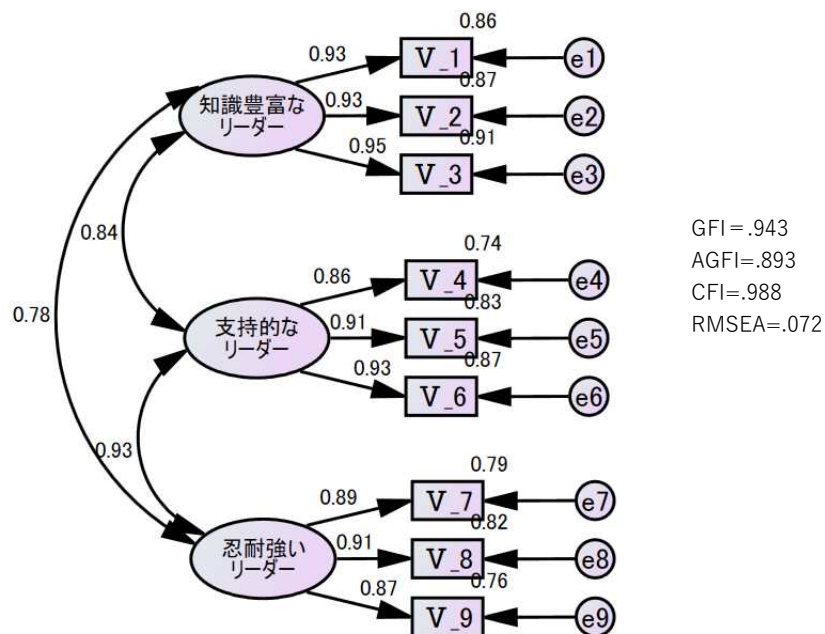 0.86
0.93
V_1
e1
0.87
知識豊富な
リーダー
0.93
V_2
e2
0.91
0.95
V_3
e3
0.84
0.74
GFI=.943
0.86
V_4
e4
AGFI=.893
0.83
CFI=.988
0.78
支持的な
リーダー
0.91
V_5
e5
RMSEA=.072
0.87
0.93
V_6
e6
0.93
0.79
0.89
V_7
e7
0.82
忍耐強い
リーダー
0.91
V_8
e8
0.76
0.87
V_9
e9